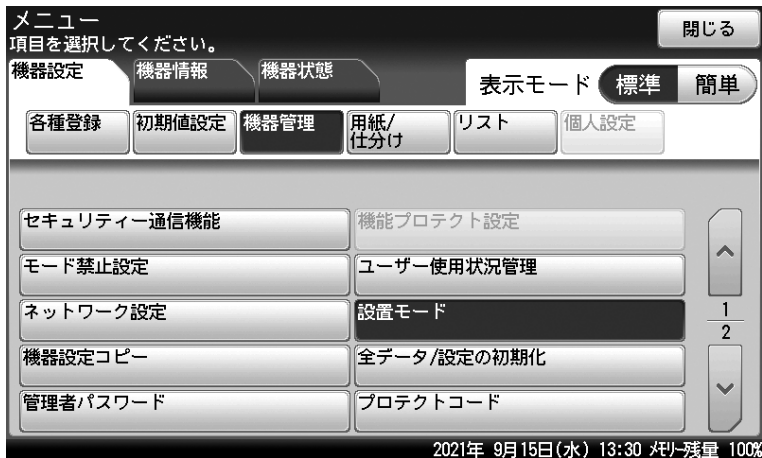 メニュー
項目を選択してください。
閉じる
機器設定 機器情報 機器状態
表示モード 標準 簡単
各種登録 初期値設定 機器管理 用紙/ リスト 個人設定
仕分け
セキュリティー通信機能 機能プロテクト設定
モード禁止設定 ユーザー使用状況管理
ネットワーク設定 設置モード
1
2
機器設定コピー 全データ/設定の初期化
管理者パスワード プロテクトコード
2021年 9月15日(水) 13:30 メモリー残量 100%